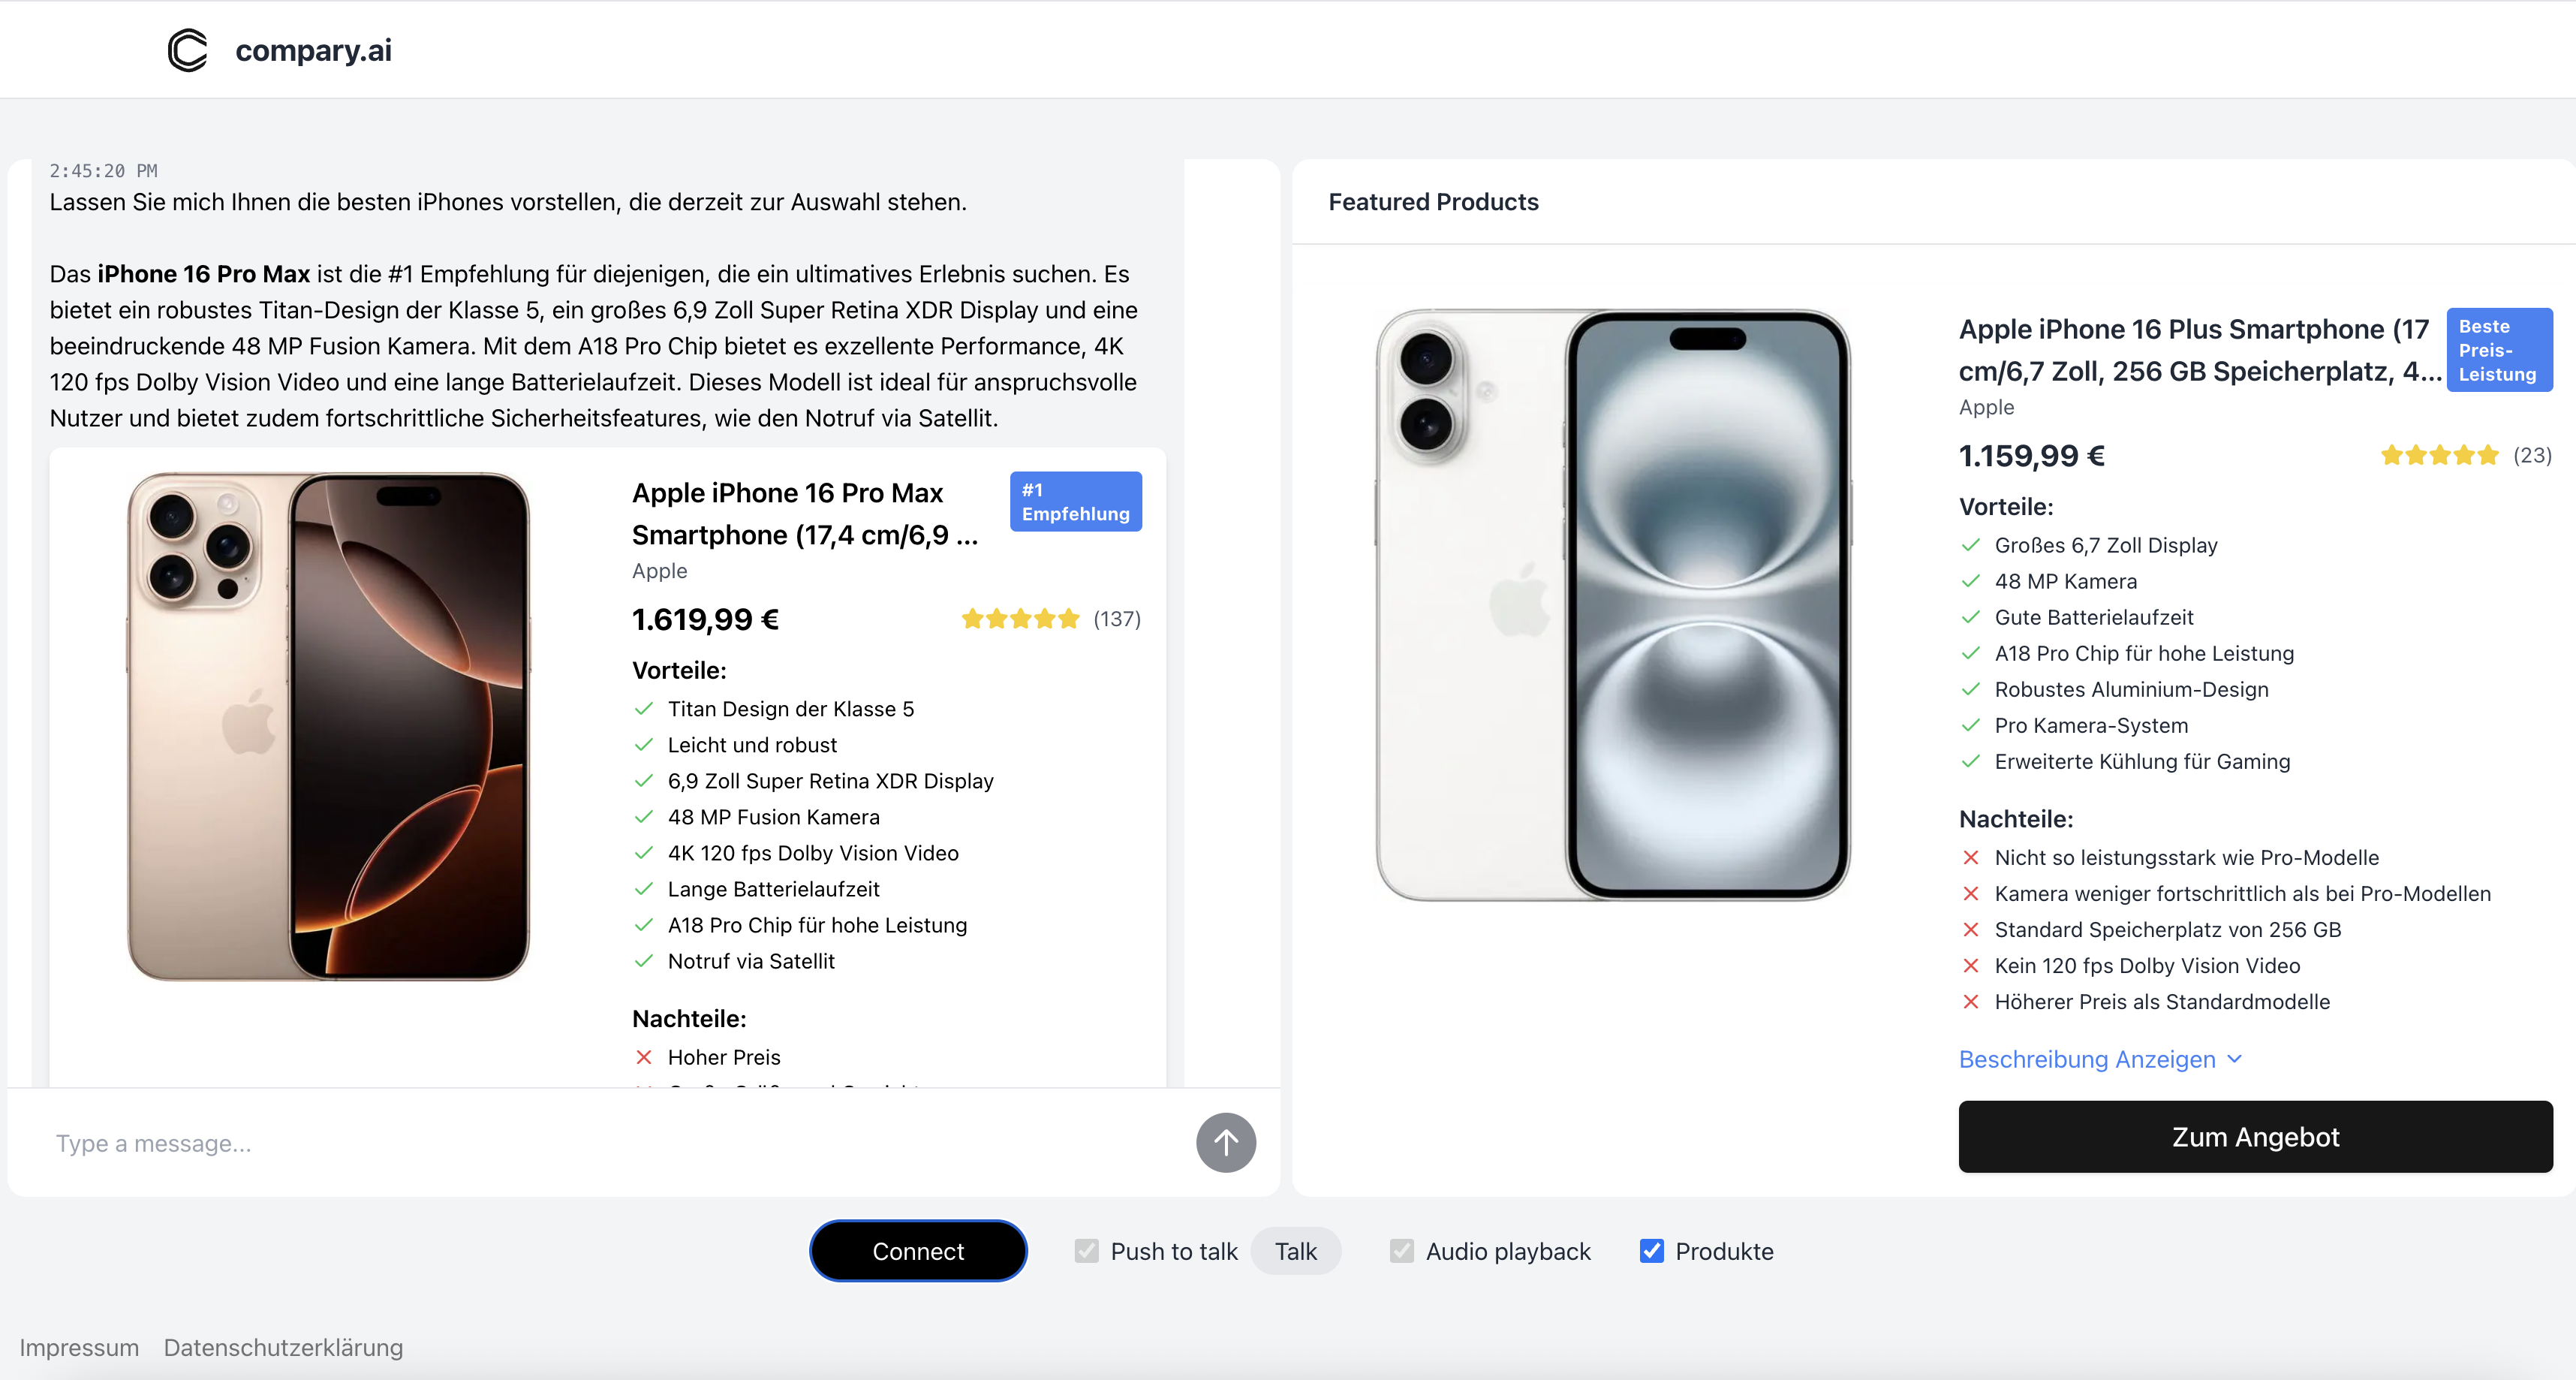 compary.ai
2:45:20 PM
Lassen Sie mich Ihnen die besten iPhones vorstellen, die derzeit zur Auswahl stehen.
Das iPhone 16 Pro Max ist die #1 Empfehlung für diejenigen, die ein ultimatives Erlebnis suchen. Es
bietet ein robustes Titan-Design der Klasse 5, ein großes 6,9 Zoll Super Retina XDR Display und eine
beeindruckende 48 MP Fusion Kamera. Mit dem A18 Pro Chip bietet es exzellente Performance, 4K
120 fps Dolby Vision Video und eine lange Batterielaufzeit. Dieses Modell ist ideal für anspruchsvolle
Nutzer und bietet zudem fortschrittliche Sicherheitsfeatures, wie den Notruf via Satellit.
Apple iPhone 16 Pro Max
Smartphone (17,4 cm/6,9 ...
#1
Empfehlung
Apple
1.619,99 €
(137)
Vorteile:
Titan Design der Klasse 5
Leicht und robust
6,9 Zoll Super Retina XDR Display
48 MP Fusion Kamera
4K 120 fps Dolby Vision Video
Lange Batterielaufzeit
A18 Pro Chip für hohe Leistung
Notruf via Satellit
Nachteile:
Hoher Preis
Type a message...
Featured Products
Apple iPhone 16 Plus Smartphone (17
cm/6,7 Zoll, 256 GB Speicherplatz, 4...
Beste
Preis-
Leistung
Apple
1.159,99 €
(23)
Vorteile:
Großes 6,7 Zoll Display
48 MP Kamera
Gute Batterielaufzeit
A18 Pro Chip für hohe Leistung
Robustes Aluminium-Design
Pro Kamera-System
Erweiterte Kühlung für Gaming
Nachteile:
Nicht so leistungsstark wie Pro-Modelle
Kamera weniger fortschrittlich als bei Pro-Modellen
Standard Speicherplatz von 256 GB
Kein 120 fps Dolby Vision Video
Höherer Preis als Standardmodelle
Beschreibung Anzeigen
Zum Angebot
Connect
Push to talk
Talk
Audio playback
Produkte
Impressum
Datenschutzerklärung